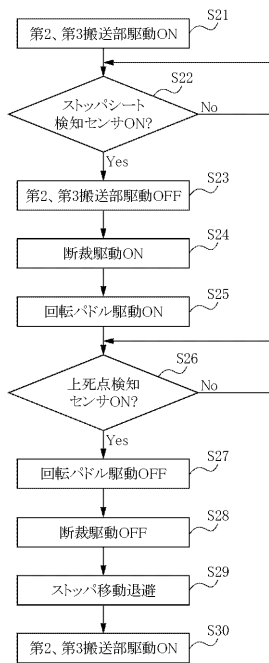 S21
第2、第3搬送部駆動ON
S22
ストッパシート
検知センサON?
No
Yes
S23
第2、第3搬送部駆動OFF
S24
断裁駆動ON
S25
回転パドル駆動ON
S26
上死点検知
センサON?
No
Yes
S27
回転パドル駆動OFF
S28
断裁駆動OFF
S29
ストッパ移動退避
S30
第2、第3搬送部駆動ON